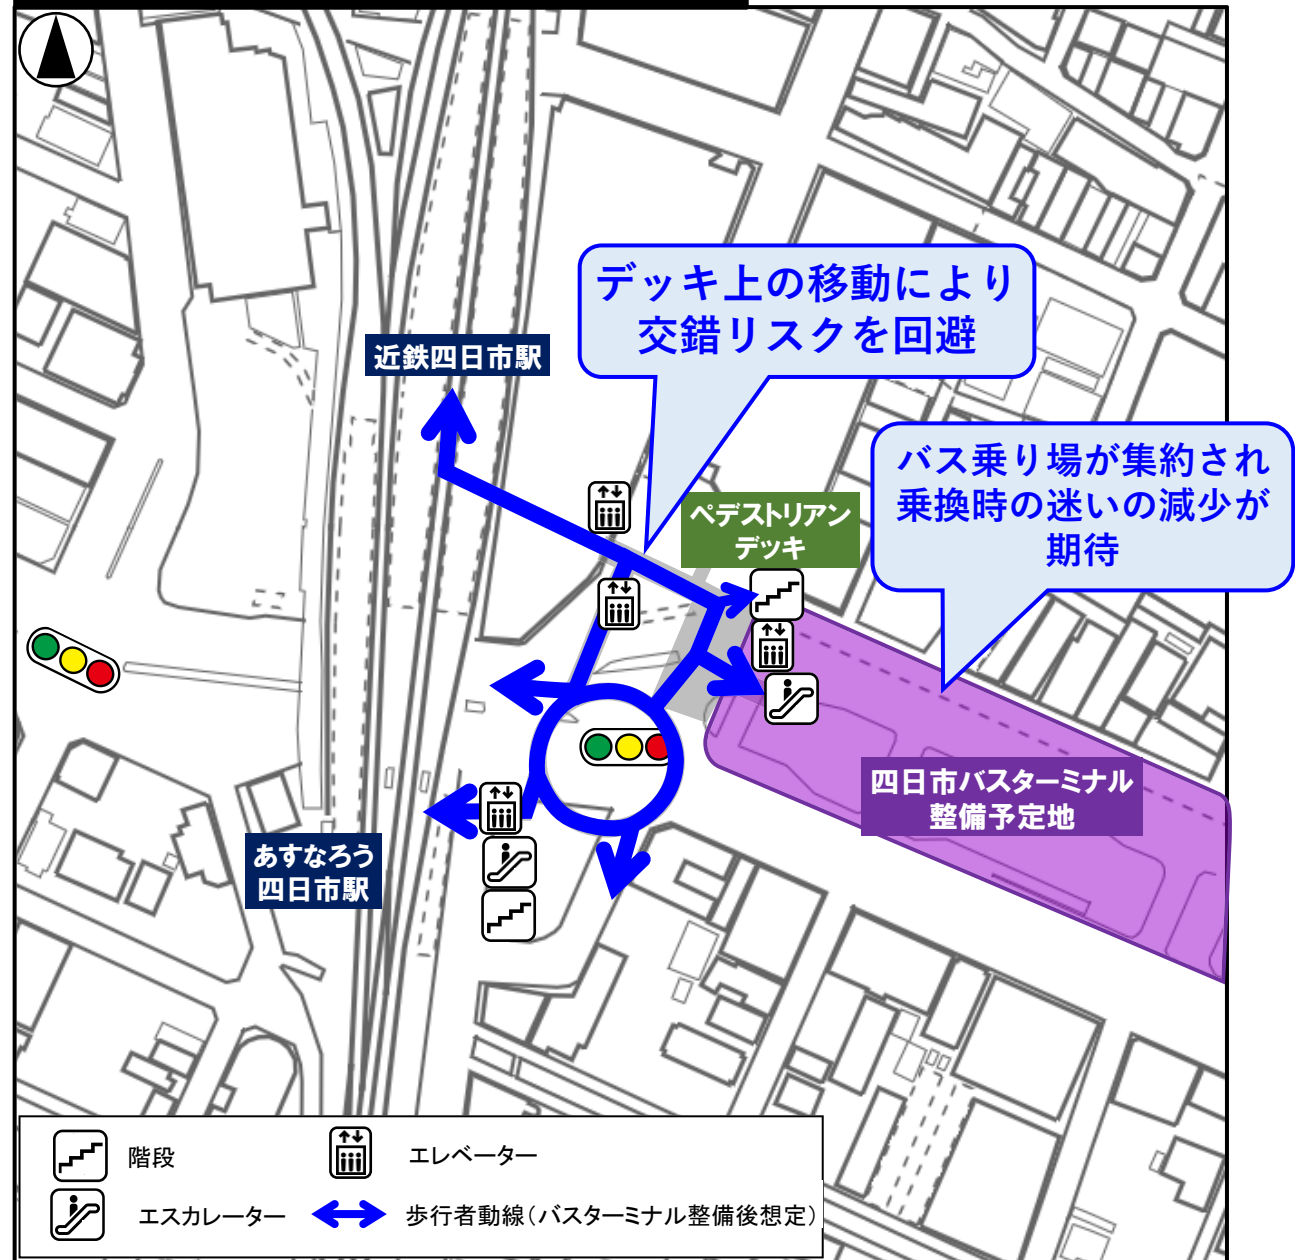 デッキ上の移動により
交錯リスクを回避
近鉄四日市駅
バス乗り場が集約され
乗換時の迷いの減少が
期待
ペデストリアン
デッキ
四日市バスターミナル
整備予定地
あすなろう
四日市駅
階段
エレベーター
エスカレーター
歩行者動線(バスターミナル整備後想定)